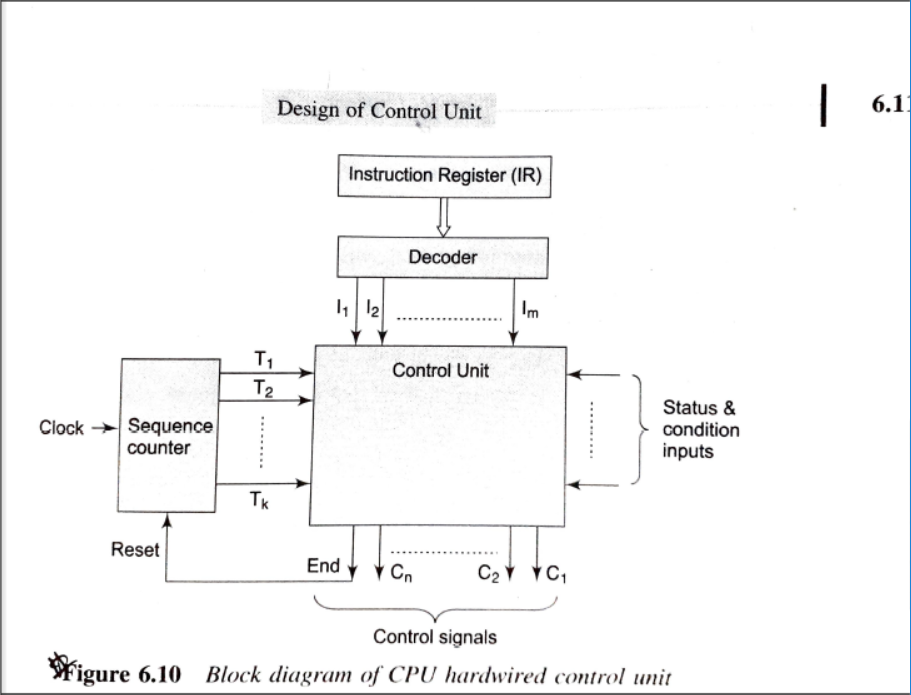 Design of Control Unit
6.11
Instruction Register (IR)
Decoder
I1 I2 Im
Control Unit
T1
T2
Clock
Sequence
counter
Tk
Status &
condition
inputs
Reset
End
Cn
C2
C1
Control signals
Figure 6.10 Block diagram of CPU hardwired control unit